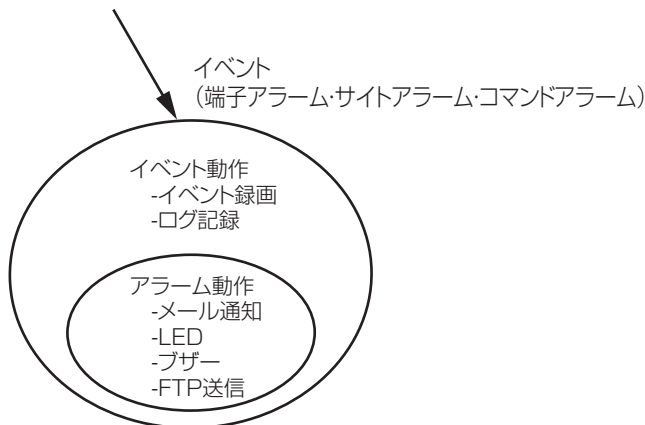 イベント
(端子アラーム・サイトアラーム・コマンドアラーム)
イベント動作
-イベント録画
-ログ記録
アラーム動作
-メール通知
-LED
-ブザー
-FTP送信